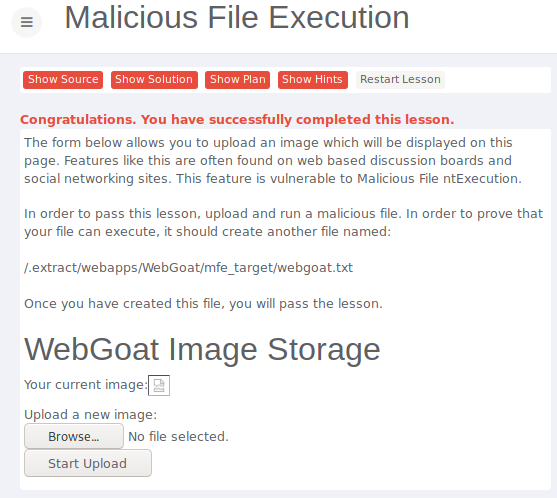 Malicious File Execution
Show Source Show Solution Show Plan Show Hints Restart Lesson
Congratulations. You have successfully completed this lesson.
The form below allows you to upload an image which will be displayed on this
page. Features like this are often found on web based discussion boards and
social networking sites. This feature is vulnerable to Malicious File ntExecution.
In order to pass this lesson, upload and run a malicious file. In order to prove that
your file can execute, it should create another file named:
/.extract/webapps/WebGoat/mfe_target/webgoat.txt
Once you have created this file, you will pass the lesson.
WebGoat Image Storage
Your current image:
Upload a new image:
Browse... No file selected.
Start Upload